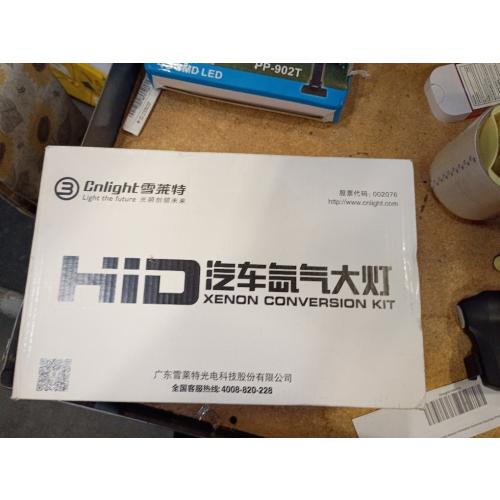 SMD LED
PP-902T
Cnlight雪莱特
Light the future 光明创领未来
股票代码: 002076
http://www.cnlight.com
HiD汽车氙气大灯
XENON CONVERSION KIT
广东雪莱特光电科技股份有限公司
全国客服热线:4008-820-228